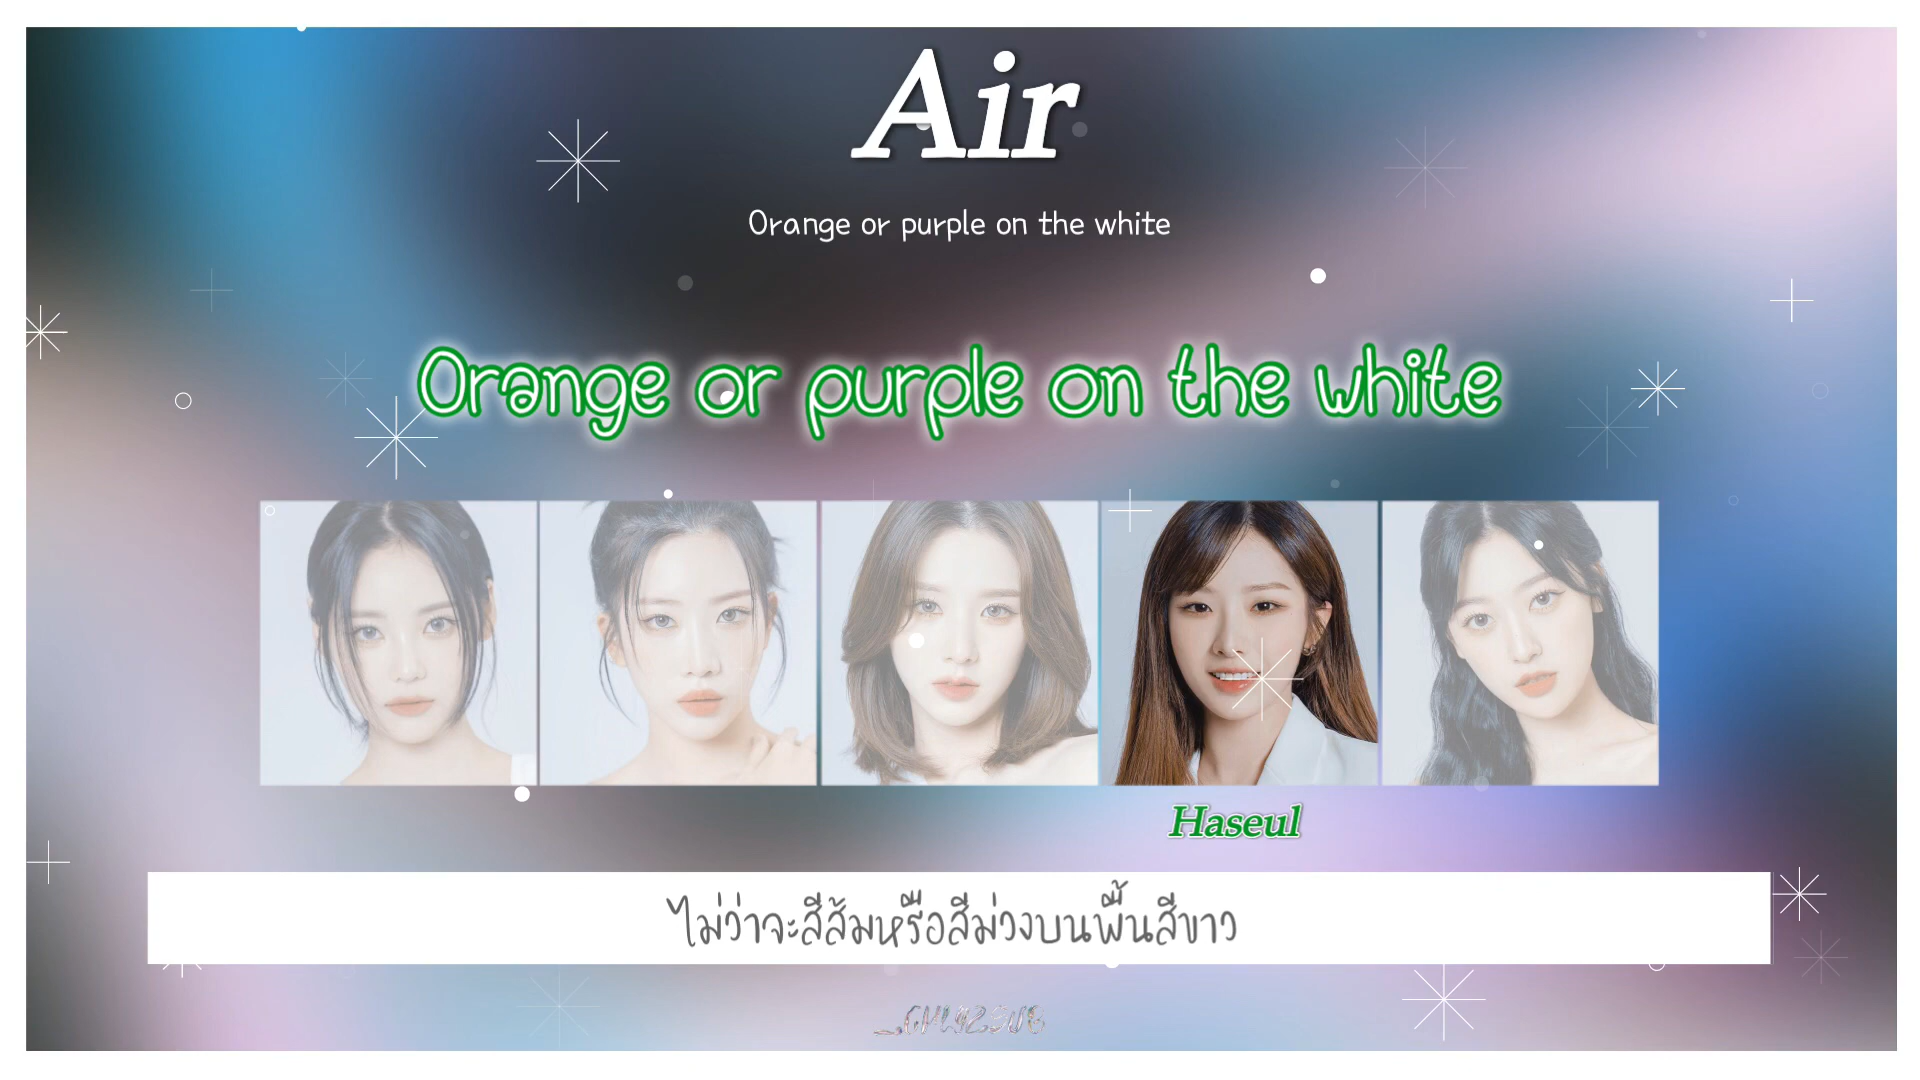 Air
Orange or purple on the white
Orange or purple on the white
Haseul
ไม่ว่าจะสีส้มหรือสีม่วงบนพื้นสีขาว